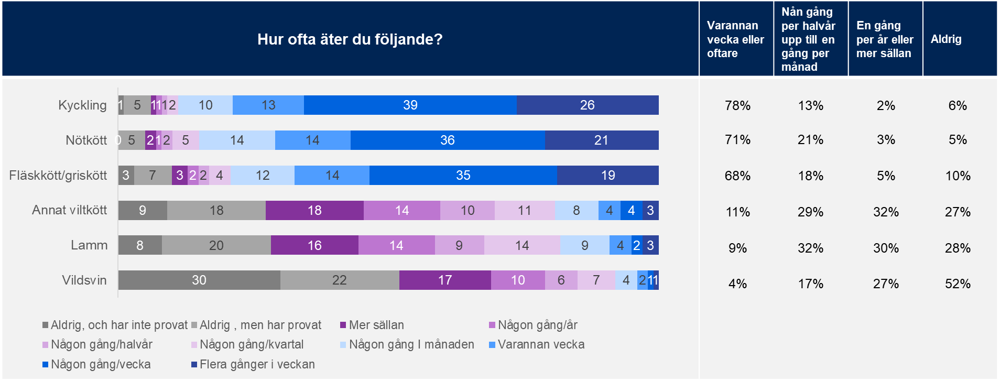 Hur ofta äter du följande?
Varannan
vecka eller
oftare
Nån gång
per halvår
upp till en
gång per
månad
En gång
per år eller
mer sällan
Aldrig
Kyckling 1 5 1 1 1 2 10 13 39 26 78% 13% 2% 6%
Nötkött 0 5 2 1 2 5 14 14 36 21 71% 21% 3% 5%
Fläskkött/griskött 3 7 3 2 2 4 12 14 35 19 68% 18% 5% 10%
Annat viltkött 9 18 18 14 10 11 8 4 4 3 11% 29% 32% 27%
Lamm 8 20 16 14 9 14 9 4 2 3 9% 32% 30% 28%
Vildsvin 30 22 17 10 6 7 4 2 1 1 4% 17% 27% 52%
Aldrig, och har inte provat Aldrig , men har provat Mer sällan Någon gång/år
Någon gång/halvår Någon gång/kvartal Någon gång I månaden Varannan vecka
Någon gång/vecka Flera gånger i veckan